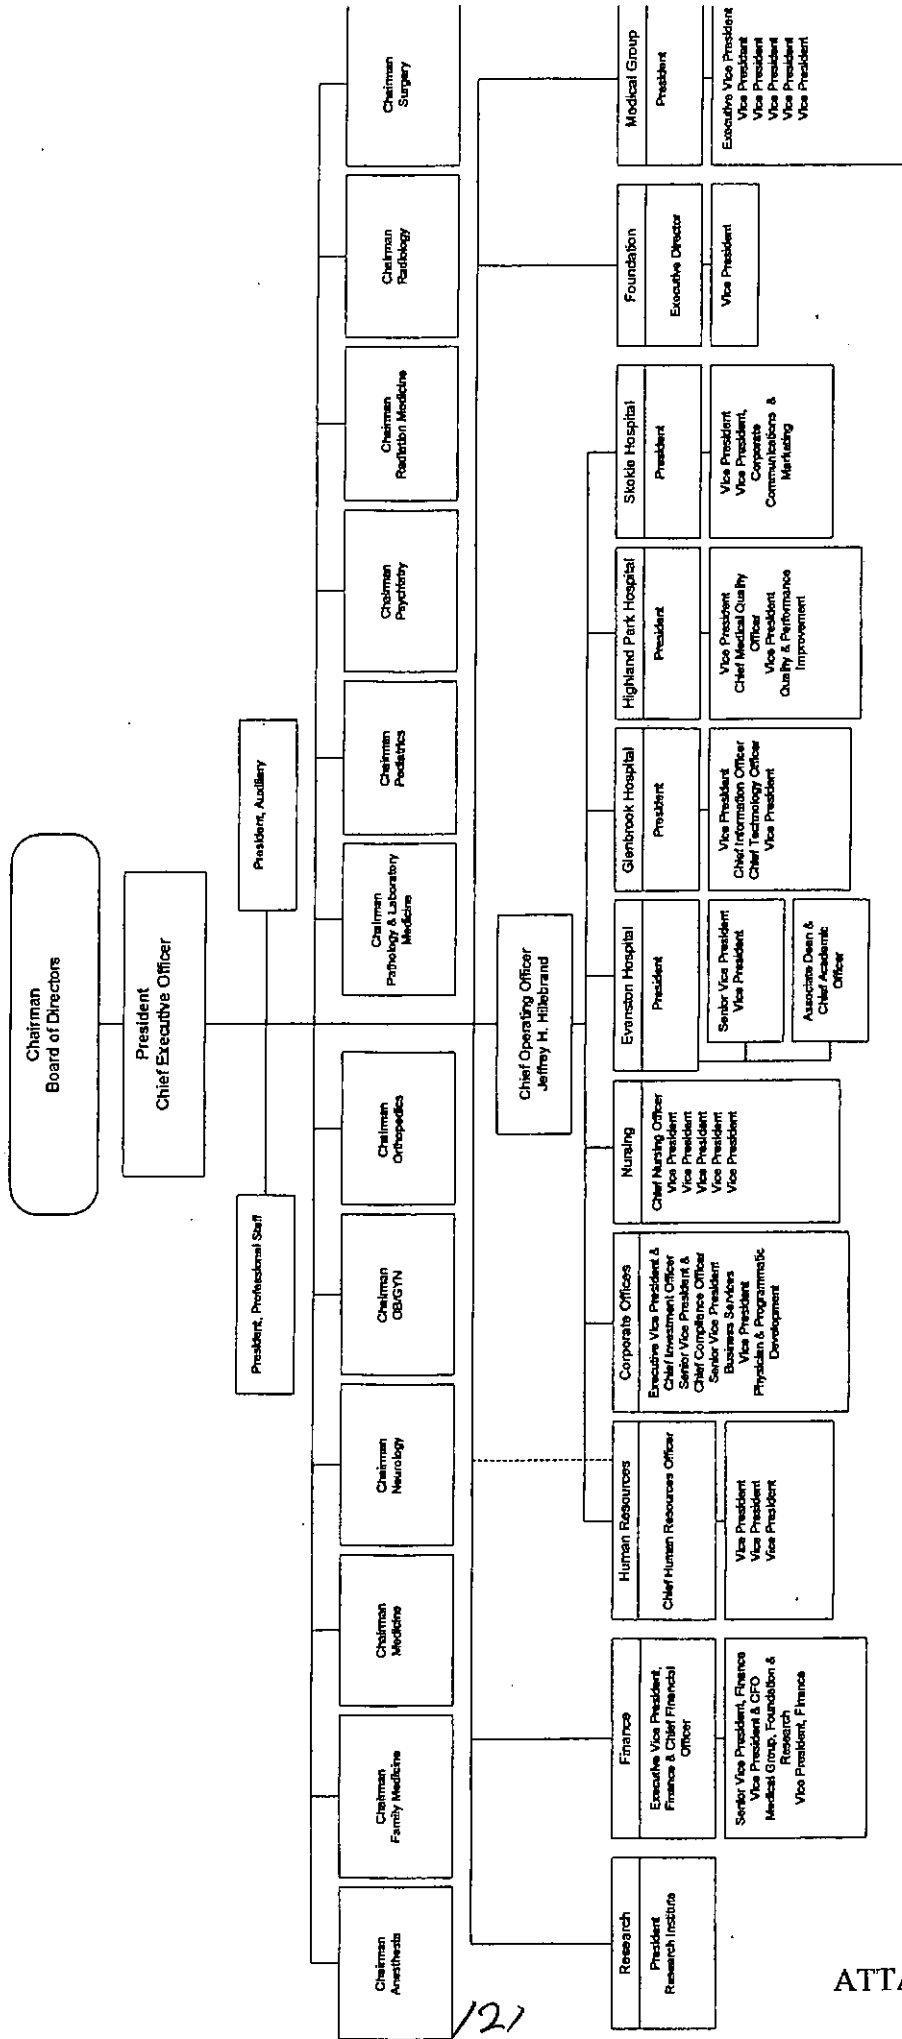 Chairman
Board of Directors
President
Chief Executive Officer
President, Professional Staff
President, Auxiliary
Chairman
Anesthesia
Chairman
Family Medicine
Chairman
Medicine
Chairman
Neurology
Chairman
OB/GYN
Chairman
Orthopedics
Chairman
Pathology & Laboratory
Medicine
Chairman
Pediatrics
Chairman
Psychiatry
Chairman
Radiation Medicine
Chairman
Radiology
Chairman
Surgery
Chief Operating Officer
Jeffrey H. Hillebrand
Research
President
Research Institute
Finance
Executive Vice President,
Finance & Chief Financial
Officer
Senior Vice President, Finance
Vice President & CFO
Medical Group, Foundation &
Research
Vice President, Finance
Human Resources
Chief Human Resources Officer
Vice President
Vice President
Vice President
Corporate Offices
Executive Vice President &
Chief Investment Officer
Senior Vice President &
Chief Compliance Officer
Senior Vice President
Business Services
Vice President
Physician & Programmatic
Development
Nursing
Chief Nursing Officer
Vice President
Vice President
Vice President
Vice President
Vice President
Evanston Hospital
President
Senior Vice President
Vice President
Associate Dean &
Chief Academic
Officer
Glenbrook Hospital
President
Vice President
Chief Information Officer
Chief Technology Officer
Vice President
Highland Park Hospital
President
Vice President
Chief Medical Quality
Officer
Vice President
Quality & Performance
Improvement
Skokie Hospital
President
Vice President
Vice President,
Corporate
Communications &
Marketing
Foundation
Executive Director
Vice President
Medical Group
President
Executive Vice President
Vice President
Vice President
Vice President
Vice President
Vice President
121
ATTA